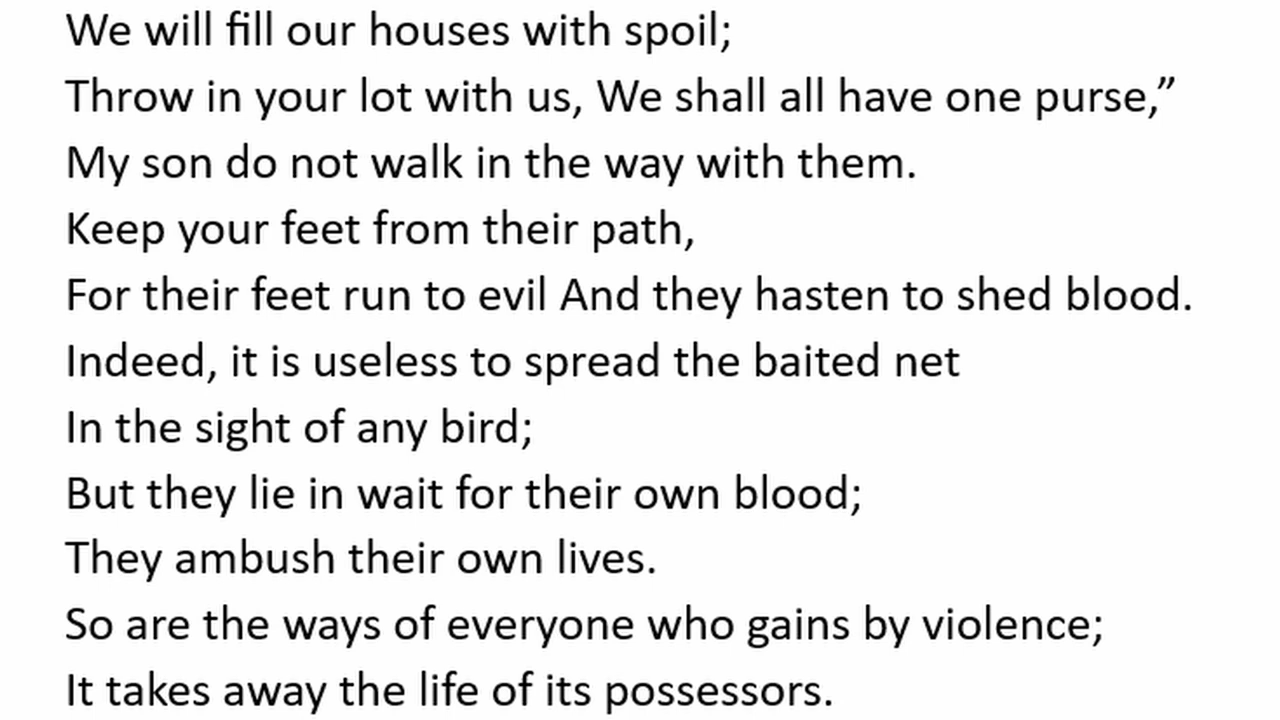 We will fill our houses with spoil;
Throw in your lot with us, We shall all have one purse,”
My son do not walk in the way with them.
Keep your feet from their path,
For their feet run to evil And they hasten to shed blood.
Indeed, it is useless to spread the baited net
In the sight of any bird;
But they lie in wait for their own blood;
They ambush their own lives.
So are the ways of everyone who gains by violence;
It takes away the life of its possessors.